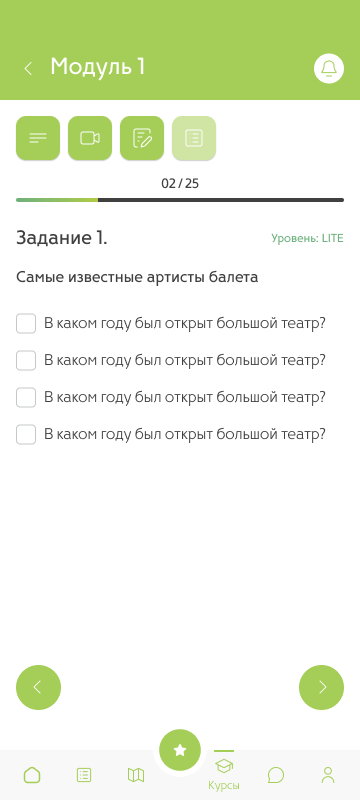 Модуль 1
02 / 25
Задание 1.
Уровень: LITE
Самые известные артисты балета
В каком году был открыт большой театр?
В каком году был открыт большой театр?
В каком году был открыт большой театр?
В каком году был открыт большой театр?
Курсы